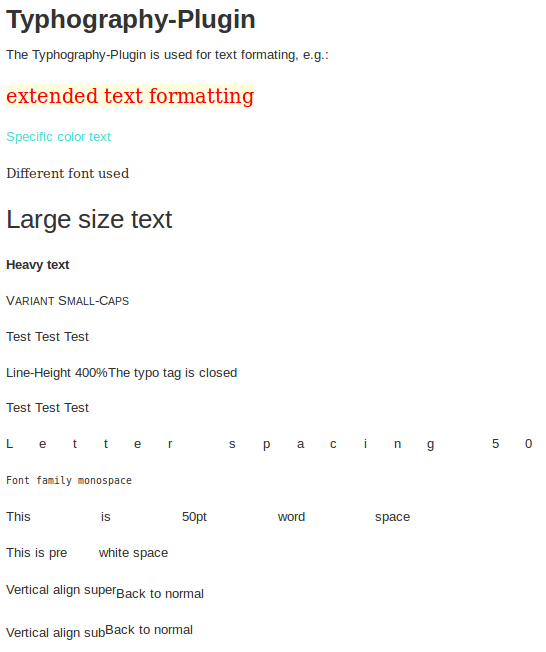 Typhography-Plugin
The Typhography-Plugin is used for text formating, e.g.:
extended text formatting
Specific color text
Different font used
Large size text
Heavy text
Variant Small-Caps
Test Test Test
Line-Height 400%The typo tag is closed
Test Test Test
L e t t e r  s p a c i n g  5 0
Font family monospace
This is 50pt word space
This is pre     white space
Vertical align superBack to normal
Vertical align subBack to normal